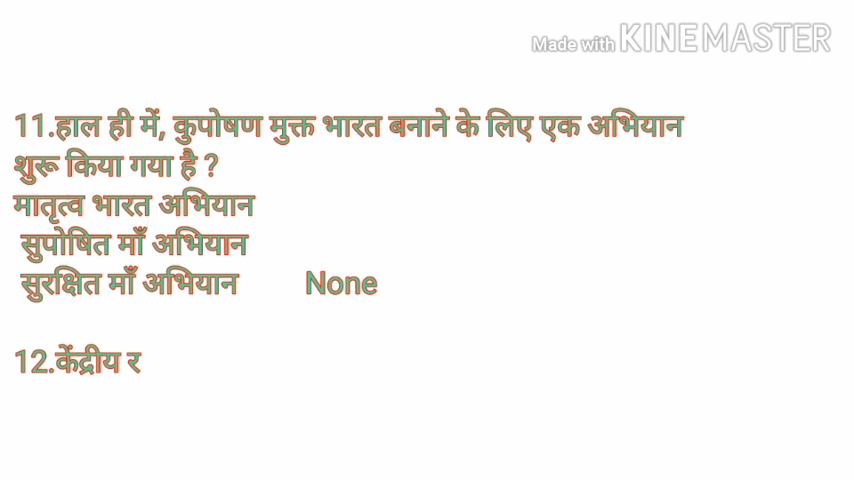 Made with KINEMASTER
11.हाल ही में, कुपोषण मुक्त भारत बनाने के लिए एक अभियान
शुरू किया गया है ?
मातृत्व भारत अभियान
सुपोषित माँ अभियान
सुरक्षित माँ अभियान None
12.केंद्रीय र